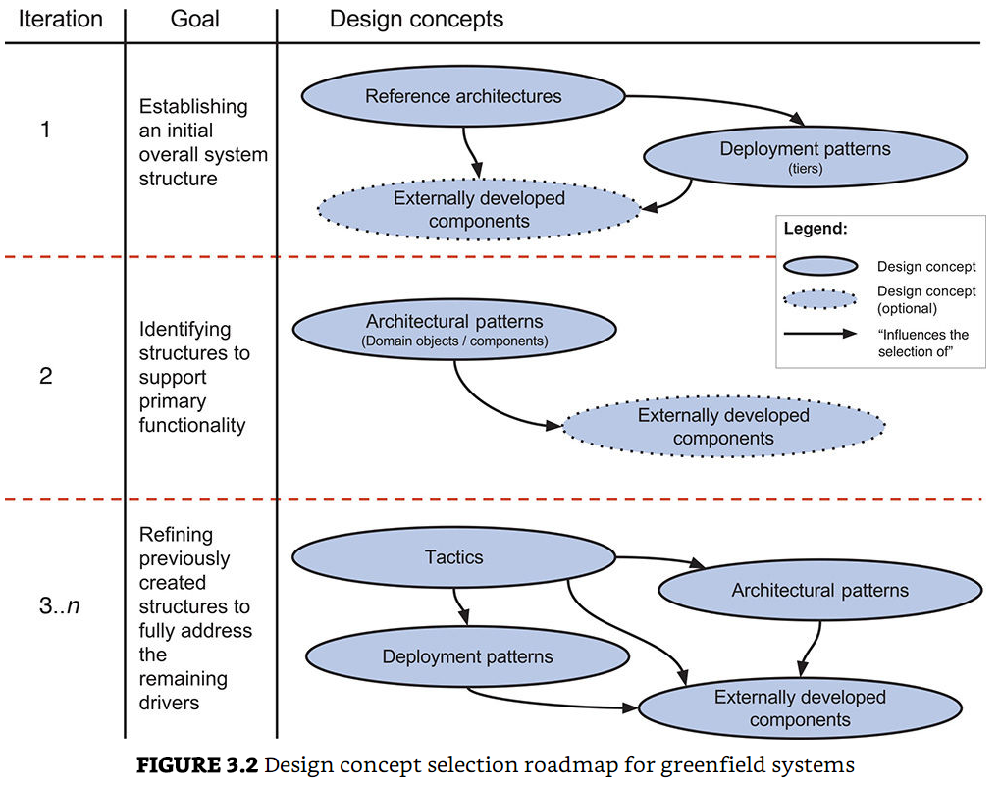 Iteration
Goal
Design concepts
1
Establishing
an initial
overall system
structure
Reference architectures
Deployment patterns
(tiers)
Externally developed
components
Legend:
Design concept
Design concept
(optional)
“Influences the
selection of”
2
Identifying
structures to
support
primary
functionality
Architectural patterns
(Domain objects / components)
Externally developed
components
3..n
Refining
previously
created
structures to
fully address
the
remaining
drivers
Tactics
Architectural patterns
Deployment patterns
Externally developed
components
FIGURE 3.2 Design concept selection roadmap for greenfield systems